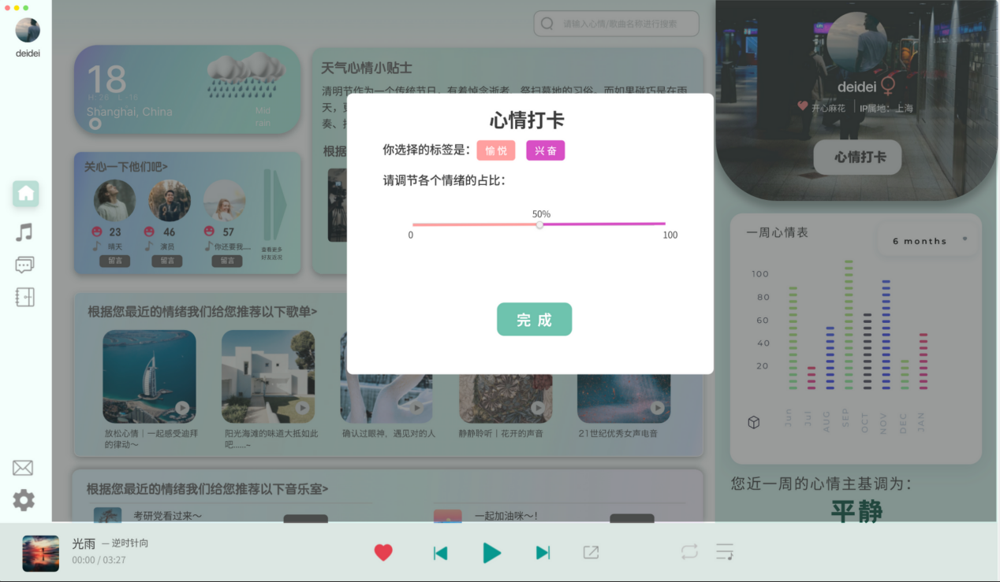 deidei
请输入心情/歌曲名称进行搜索
18
H: 26 L: -16
Shanghai, China
Mid
rain
天气心情小贴士
清明节作为一个传统节日，有着悼念逝者、祭扫墓地的习俗。而如果碰巧是在雨
天，
奏、
根据
关心一下他们吧>
23
晴天
留言
46
演员
留言
57
你还要我....
留言
查看更多
好友近况
心情打卡
你选择的标签是：
愉 悦
兴 奋
请调节各个情绪的占比：
50%
0
100
完 成
deidei
开心麻花
IP属地：上海
心情打卡
一周心情表
6 months
100
80
60
40
20
Jun
Jul
AUG
SEP
OCT
NOV
DEC
JAN
您近一周的心情主基调为：
平静
根据您最近的情绪我们给您推荐以下歌单>
放松心情｜一起感受迪拜
的律动～
阳光海滩的味道大抵如此
吧......~
确认过眼神，遇见对的人
静静聆听｜花开的声音
21世纪优秀女声电音
根据您最近的情绪我们给您推荐以下音乐室>
考研党看过来～
一起加油咪～！
光雨 — 逆时针向
00:00 / 03:27